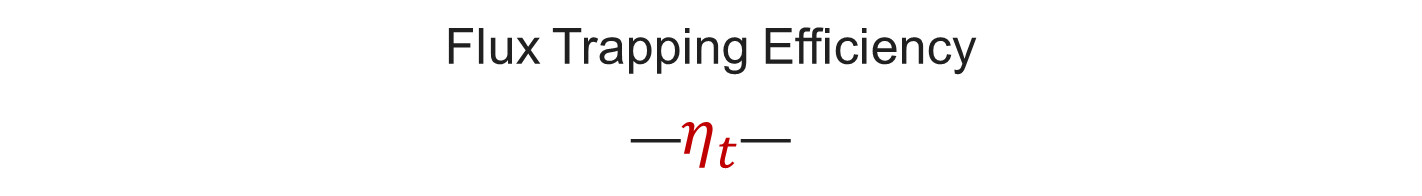 Flux Trapping Efficiency
—ηt—